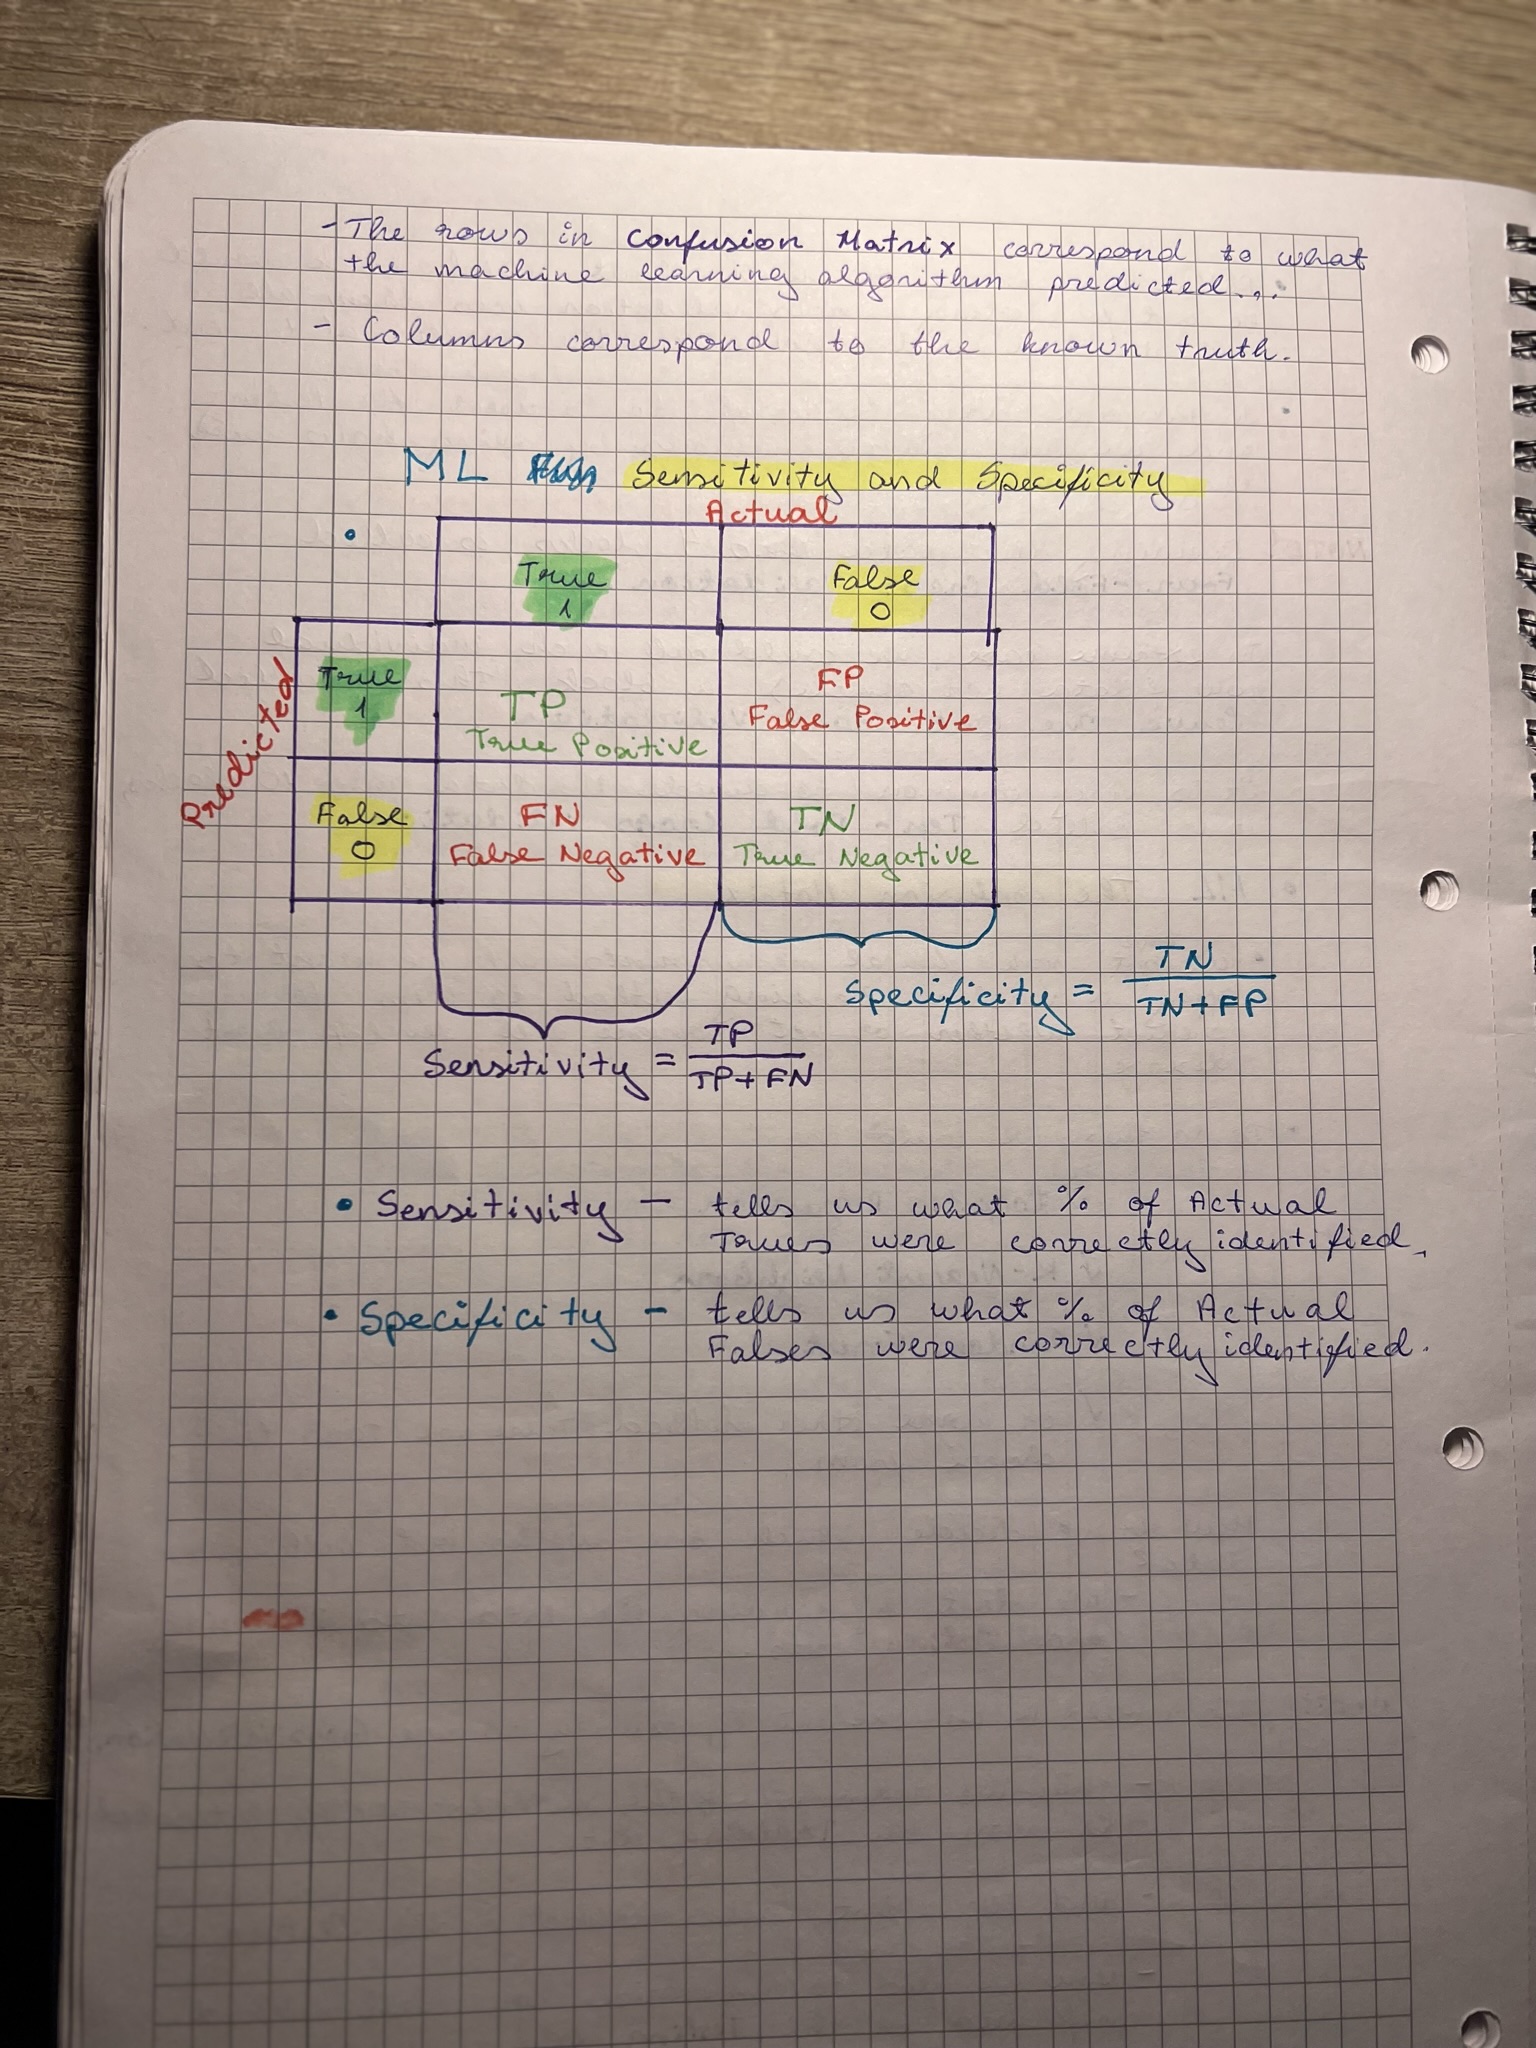 - The rows in Confusion Matrix correspond to what
the machine learning algorithm predicted...
- Columns correspond to the known truth.
ML Sensitivity and Specificity
Actual
True
1
False
0
Predicted
True
1
TP
True Positive
FP
False Positive
False
0
FN
False Negative
TN
True Negative
Specificity = TN
TN+FP
Sensitivity = TP
TP+FN
• Sensitivity - tells us what % of Actual
Trues were correctly identified.
• Specificity - tells us what % of Actual
Falses were correctly identified.